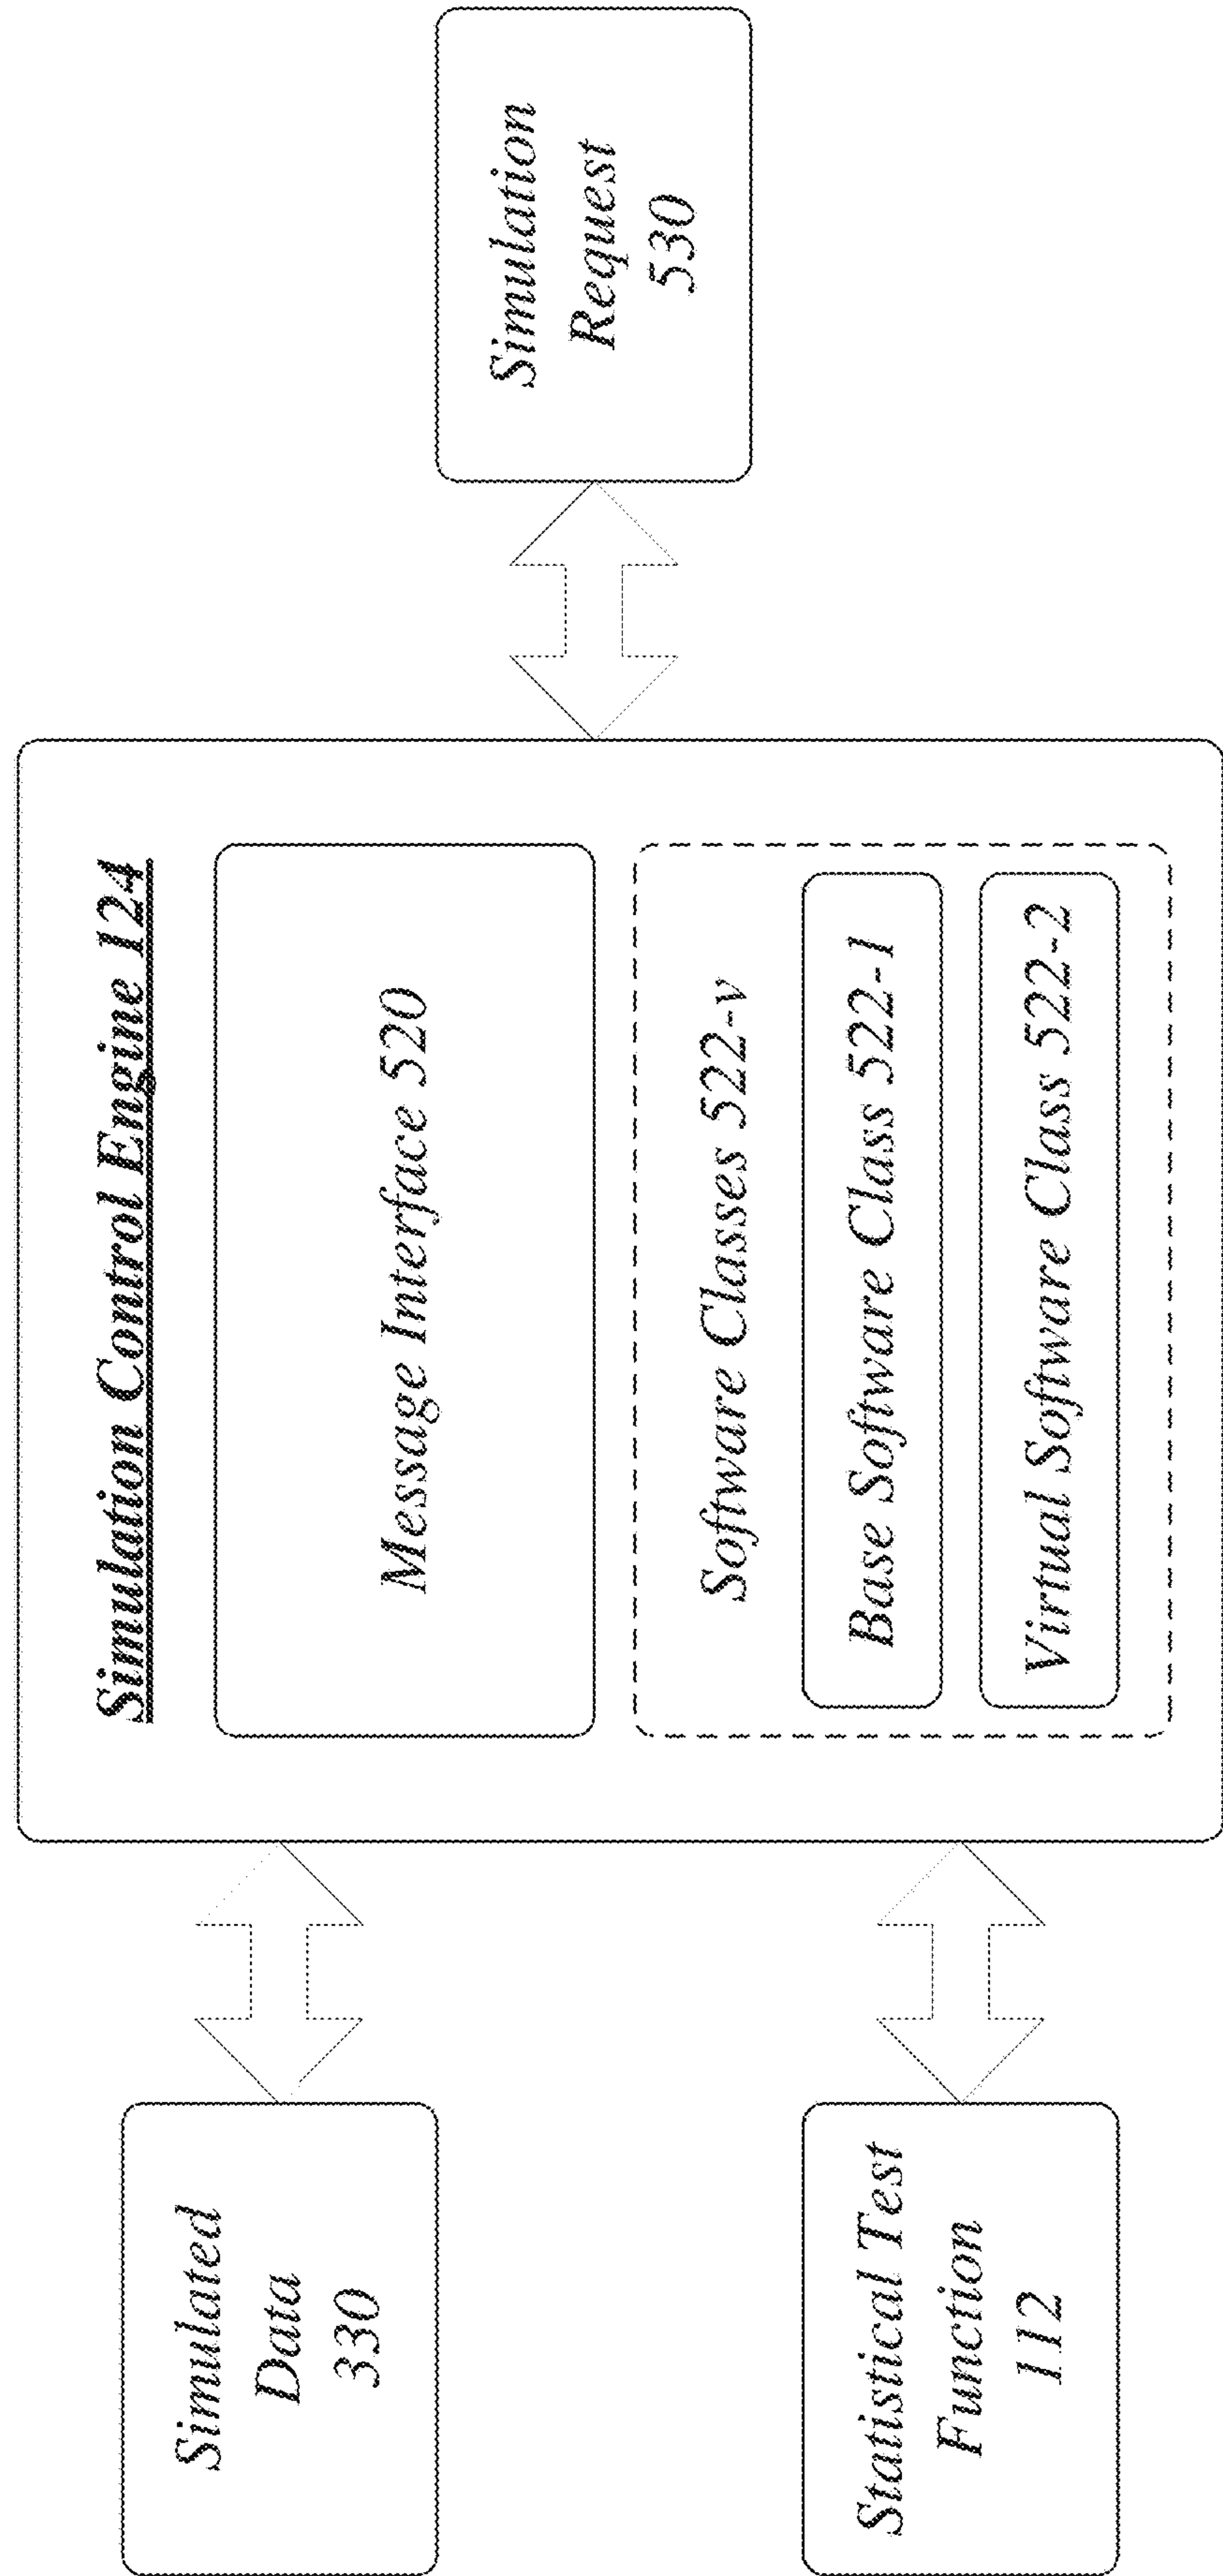 Simulated
Data
330
Statistical Test
Function
112
Simulation Control Engine 124
Message Interface 520
Software Classes 522-v
Base Software Class 522-1
Virtual Software Class 522-2
Simulation
Request
530